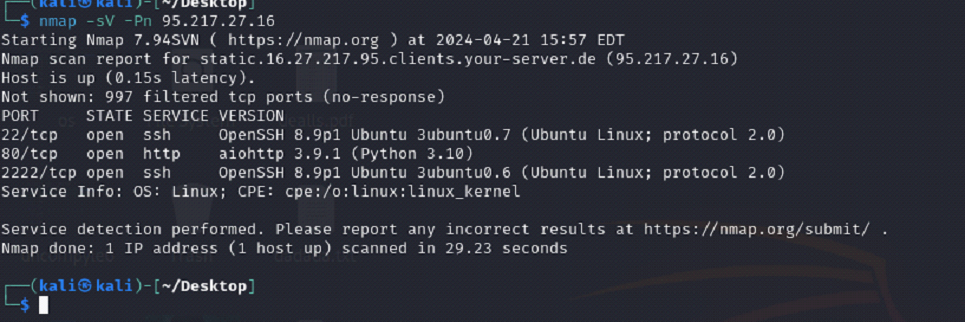 (kali㉿kali)-[~/Desktop]
$ nmap -sV -Pn 95.217.27.16
Starting Nmap 7.94SVN ( https://nmap.org ) at 2024-04-21 15:57 EDT
Nmap scan report for static.16.27.217.95.clients.your-server.de (95.217.27.16)
Host is up (0.15s latency).
Not shown: 997 filtered tcp ports (no-response)
PORT     STATE SERVICE VERSION
22/tcp   open  ssh     OpenSSH 8.9p1 Ubuntu 3ubuntu0.7 (Ubuntu Linux; protocol 2.0)
80/tcp   open  http    aiohttp 3.9.1 (Python 3.10)
2222/tcp open  ssh     OpenSSH 8.9p1 Ubuntu 3ubuntu0.6 (Ubuntu Linux; protocol 2.0)
Service Info: OS: Linux; CPE: cpe:/o:linux:linux_kernel
Service detection performed. Please report any incorrect results at https://nmap.org/submit/ .
Nmap done: 1 IP address (1 host up) scanned in 29.23 seconds
(kali㉿kali)-[~/Desktop]
$